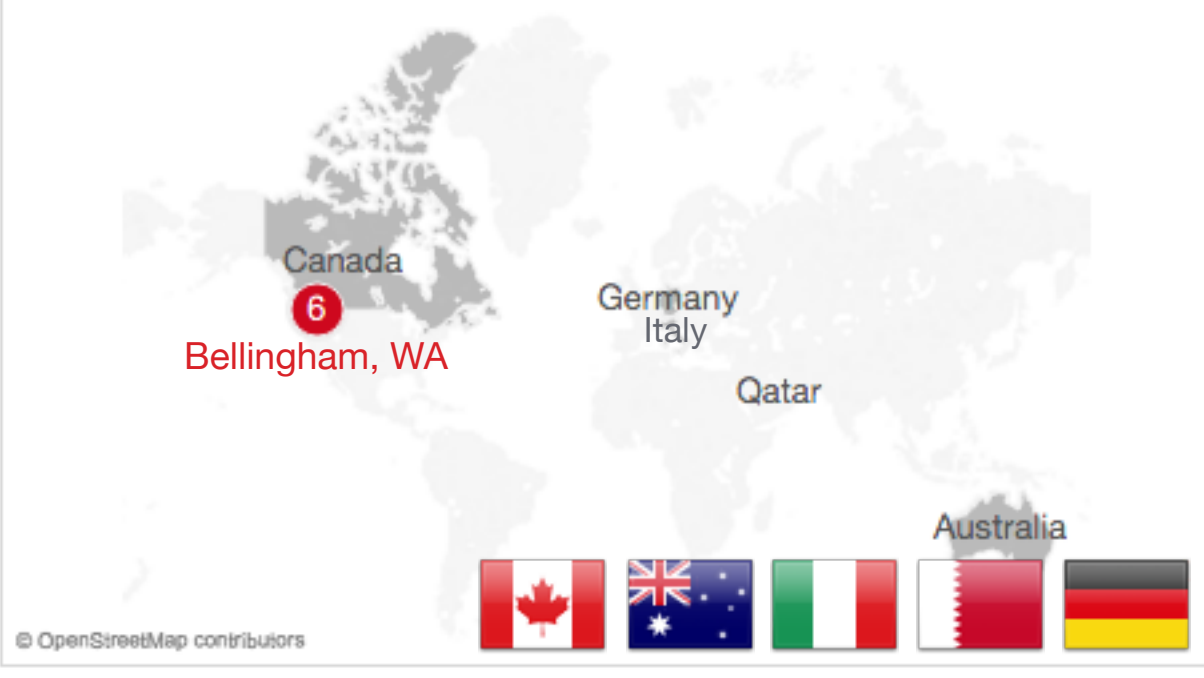 Canada
6
Bellingham, WA
Germany
Italy
Qatar
Australia
© OpenStreetMap contributors